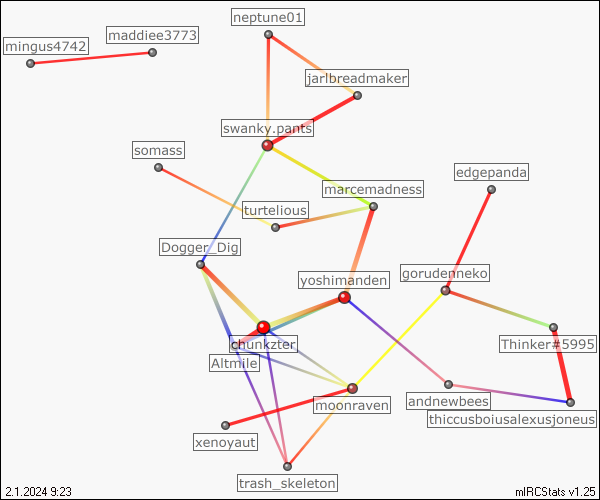 neptune01
maddiee3773
mingus4742
jarlbreadmaker
swanky.pants
somass
edgepanda
marcemadness
turtelious
Dogger_Dig
gorudenneko
yoshimanden
chunkzter
Thinker#5995
Altmile
andnewbees
moonraven
thiccusboiusalexusjoneus
xenoyaut
trash_skeleton
2.1.2024 9:23
mIRCStats v1.25